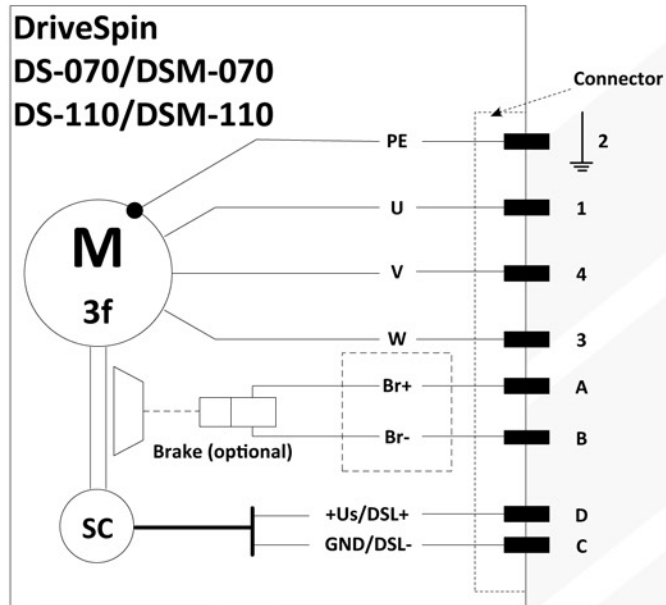 DriveSpin
DS-070/DSM-070
DS-110/DSM-110
Connector
PE 2
U 1
M
V 4
3f
W 3
Br+ A
Br- B
Brake (optional)
+Us/DSL+ D
SC
GND/DSL- C